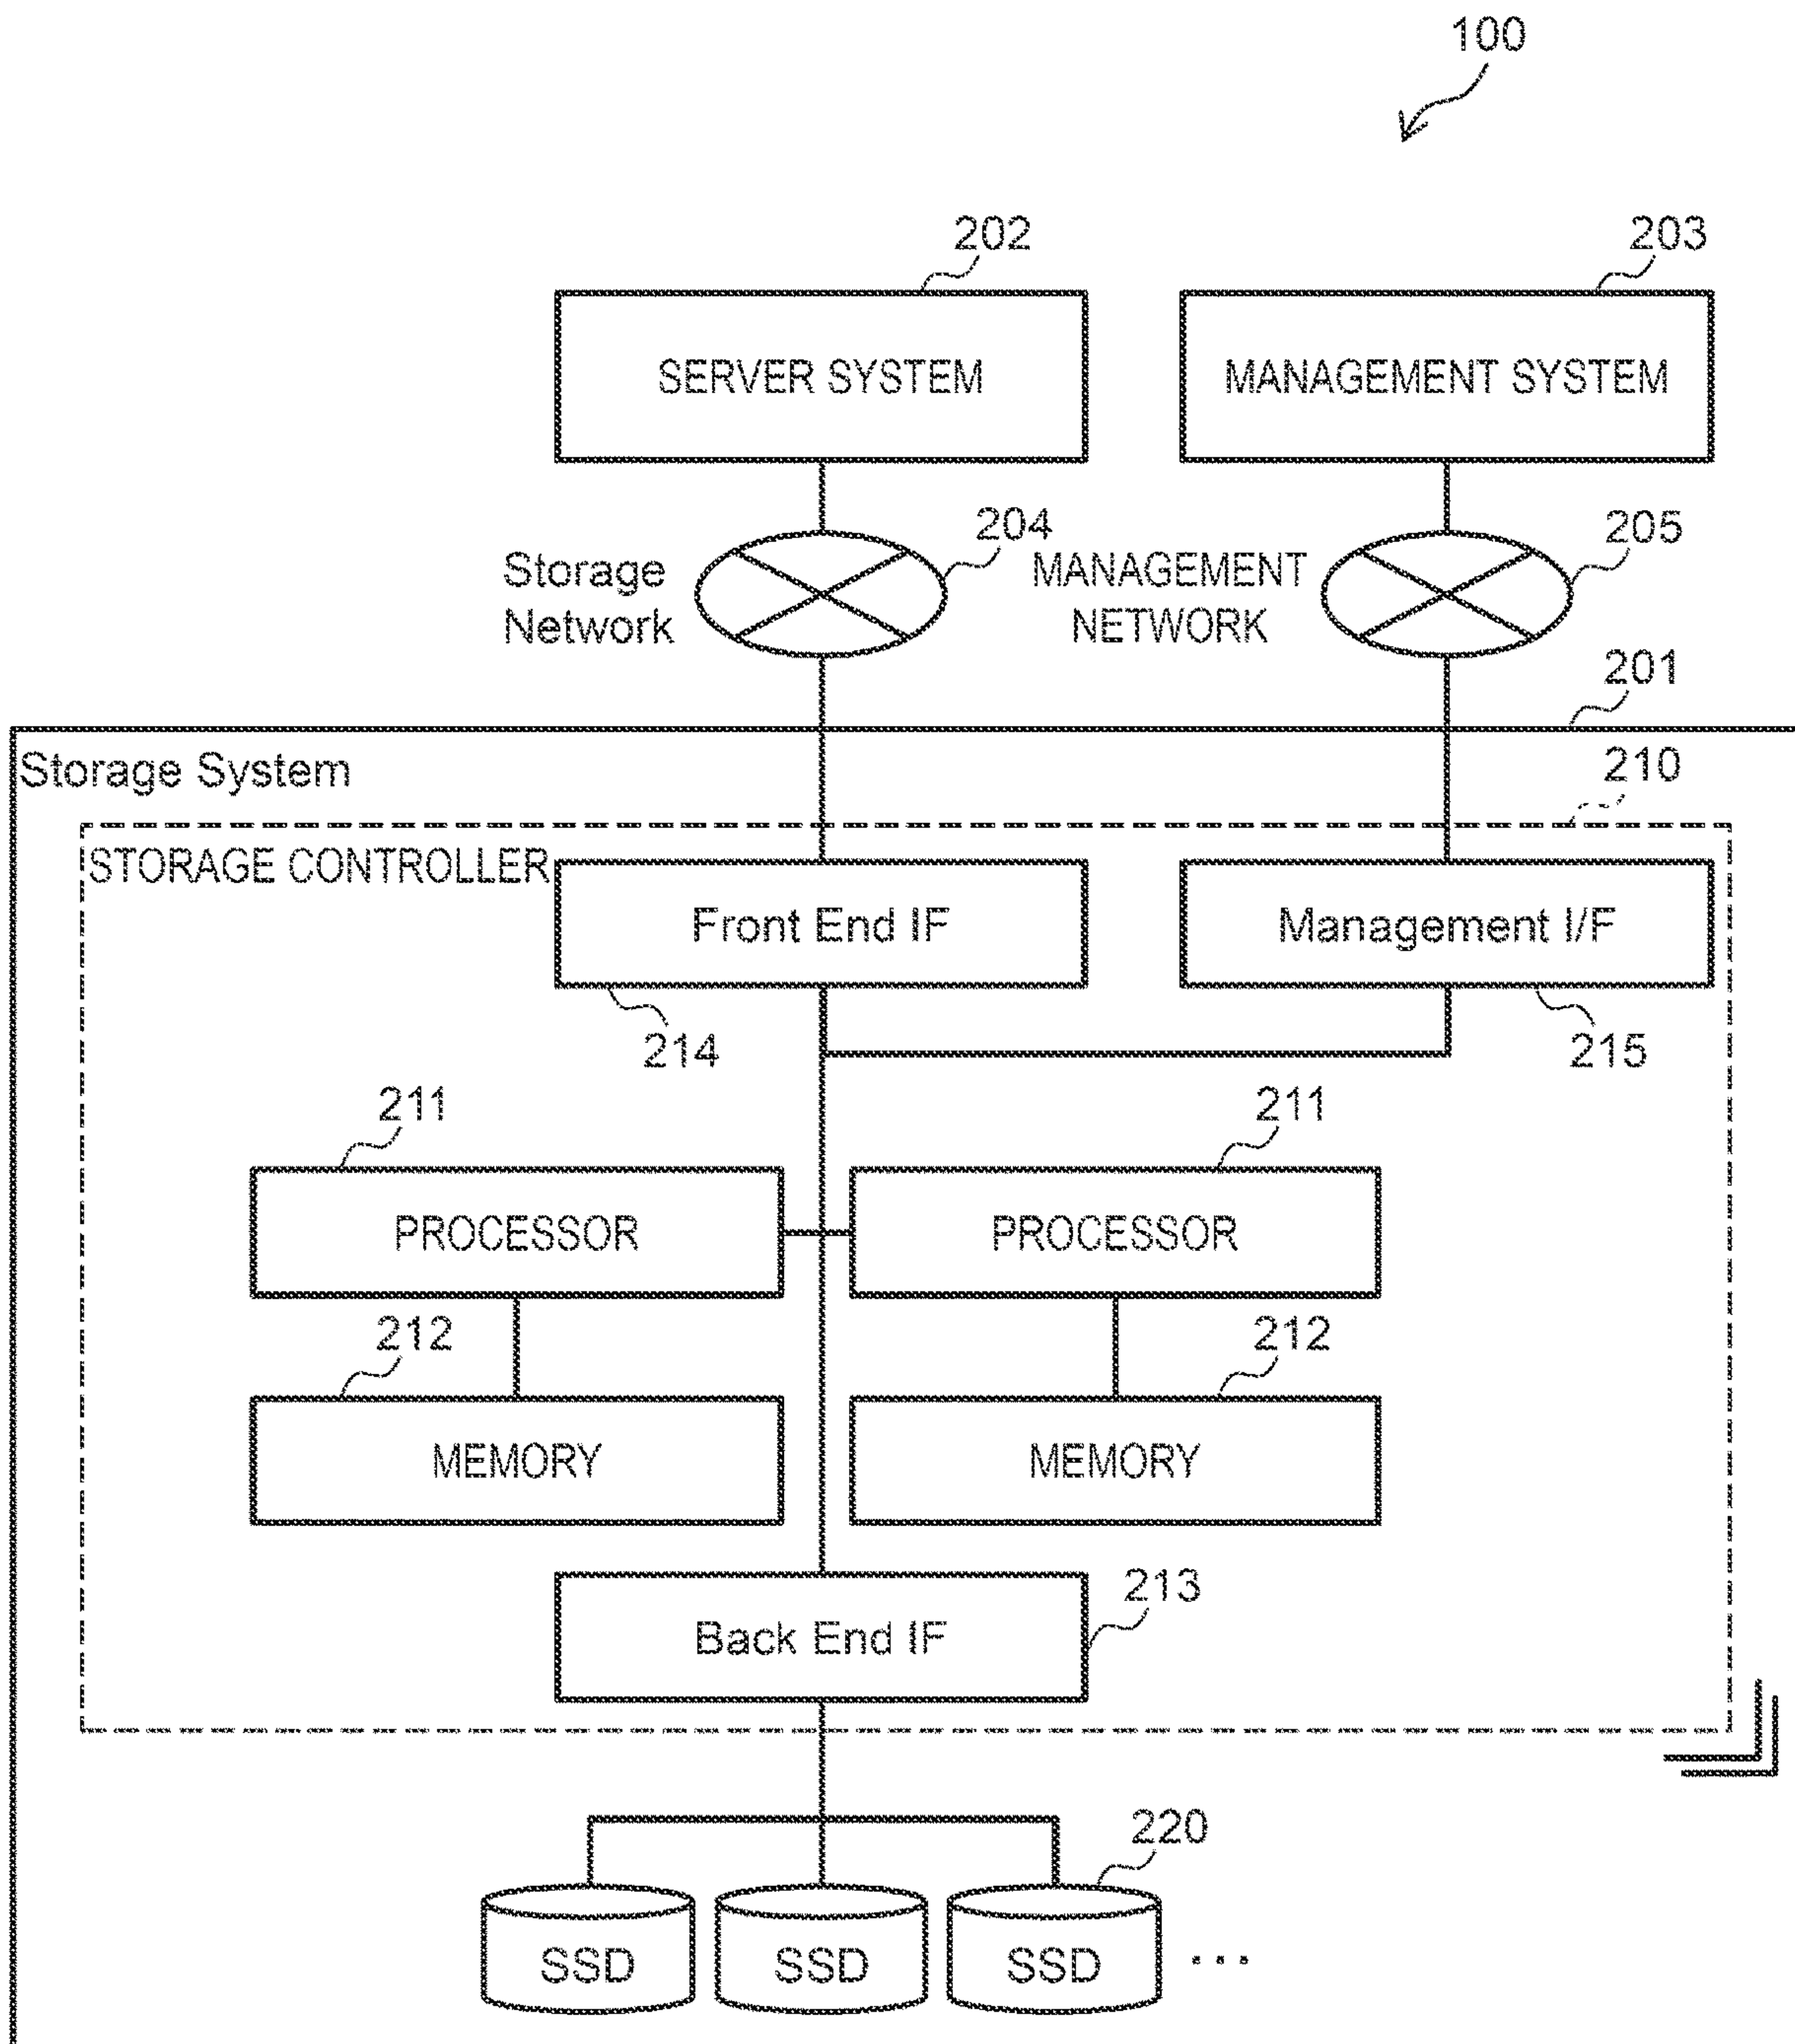 100
202
203
SERVER SYSTEM
MANAGEMENT SYSTEM
204
205
Storage
Network
MANAGEMENT
NETWORK
201
Storage System
210
STORAGE CONTROLLER
Front End IF
Management I/F
214
215
211
211
PROCESSOR
PROCESSOR
212
212
MEMORY
MEMORY
213
Back End IF
220
SSD
SSD
SSD
...